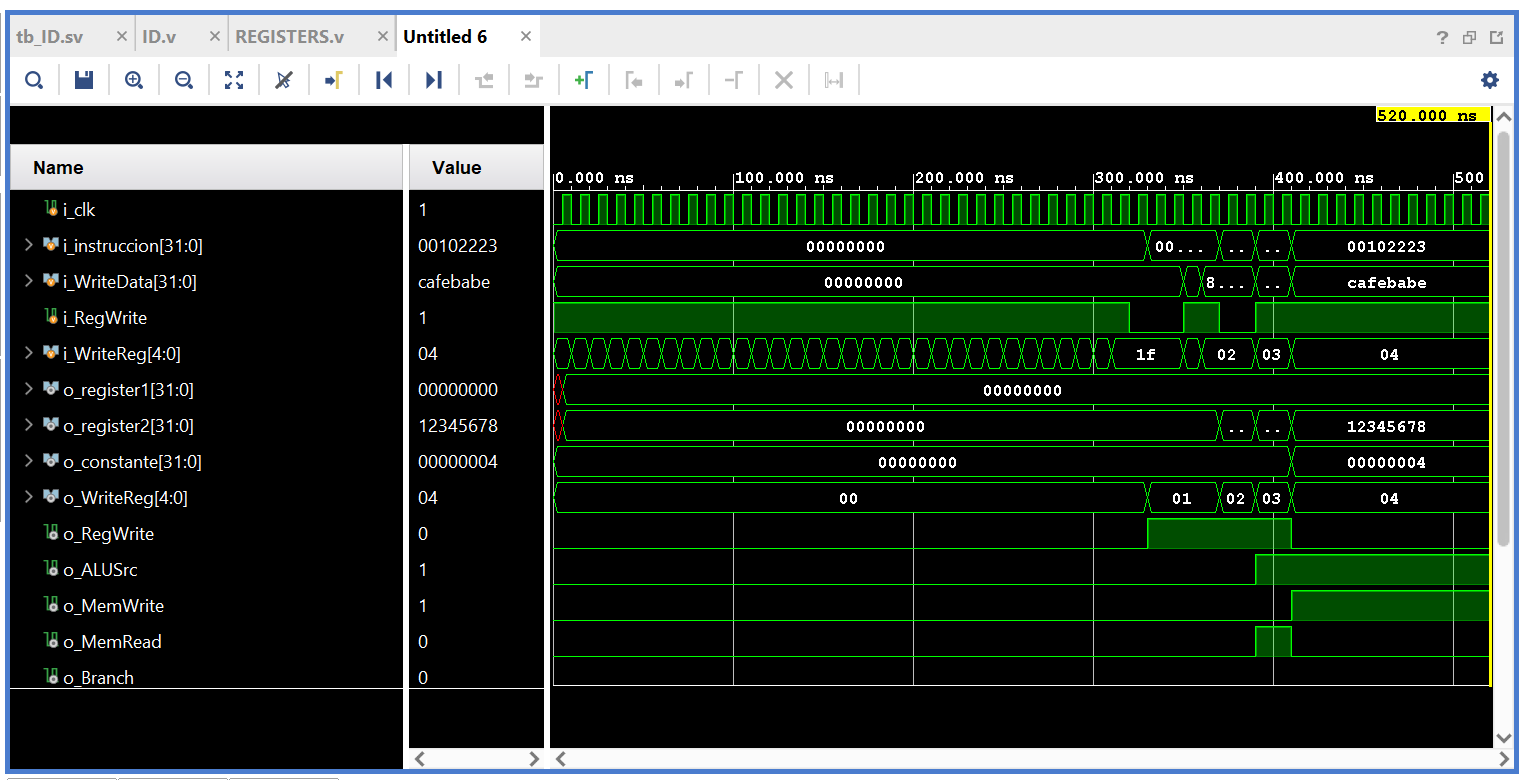 tb_ID.sv × ID.v × REGISTERS.v × Untitled 6 ×
?
520.000 ns
Name Value
0.000 ns 100.000 ns 200.000 ns 300.000 ns 400.000 ns 500
i_clk 1
i_instruccion[31:0] 00102223 00000000 00... .. .. 00102223
i_WriteData[31:0] cafebabe 00000000 8... .. cafebabe
i_RegWrite 1
i_WriteReg[4:0] 04 1f 02 03 04
o_register1[31:0] 00000000 00000000
o_register2[31:0] 12345678 00000000 .. .. 12345678
o_constante[31:0] 00000004 00000000 00000004
o_WriteReg[4:0] 04 00 01 02 03 04
o_RegWrite 0
o_ALUSrc 1
o_MemWrite 1
o_MemRead 0
o_Branch 0